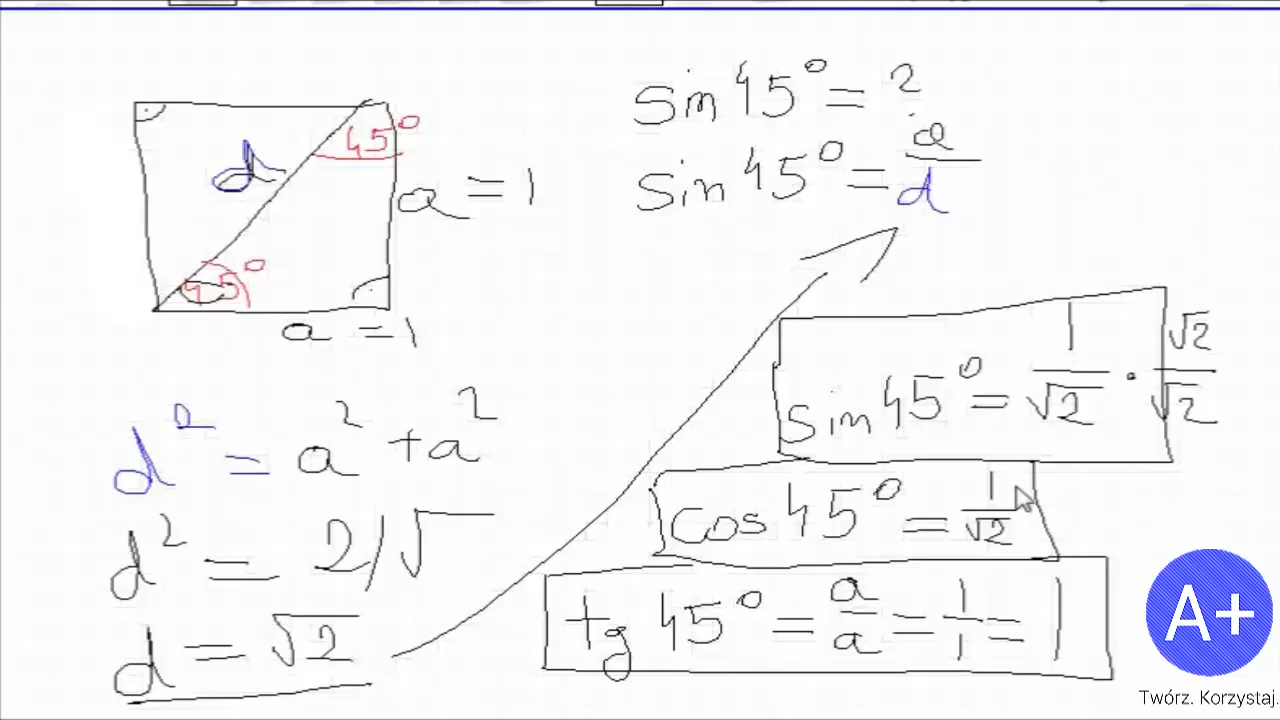 45°
d
a = 1
45°
a = 1
d² = a² + a²
d² = 2 /√
d = √2
sin 45° = ?
sin 45° = a/d
sin 45° = 1/√2 · √2/√2
cos 45° = 1/√2
tg 45° = a/a = 1/1 = 1
A+
Twórz. Korzystaj.